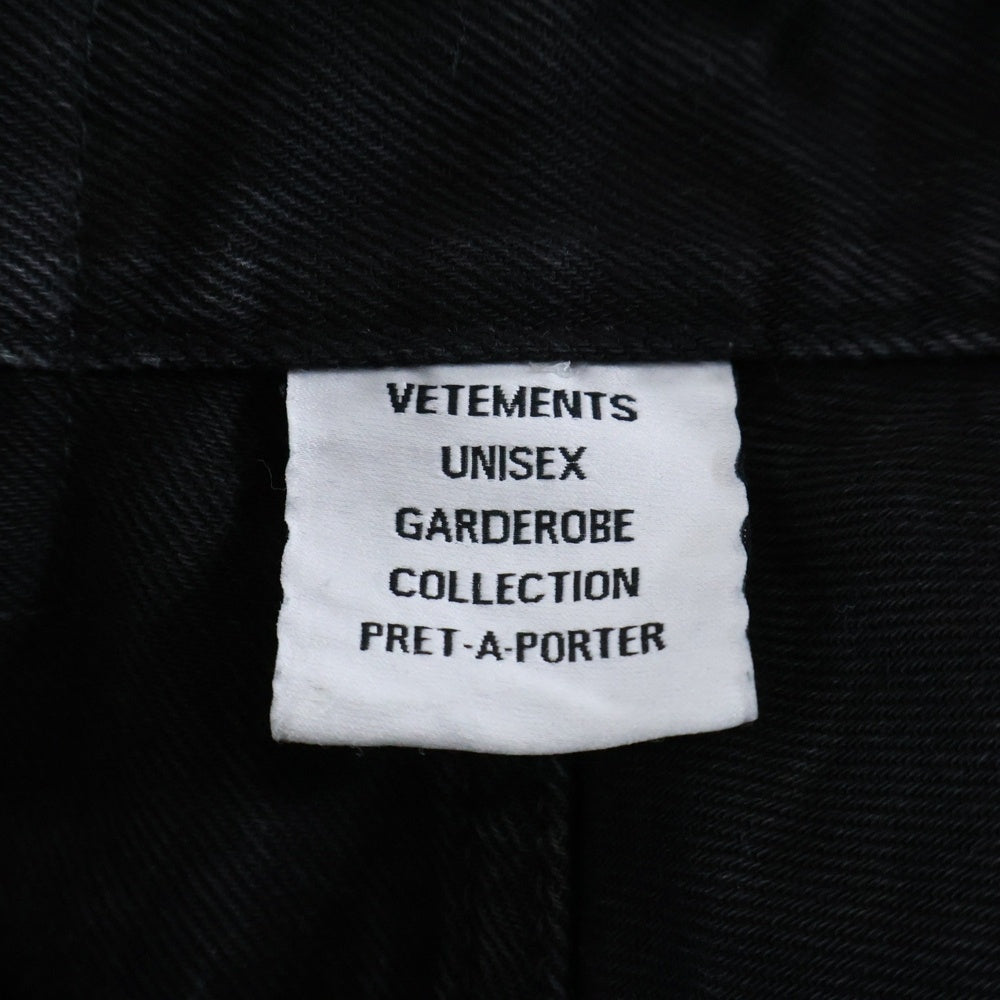 VETEMENTS
UNISEX
GARDEROBE
COLLECTION
PRET-A-PORTER